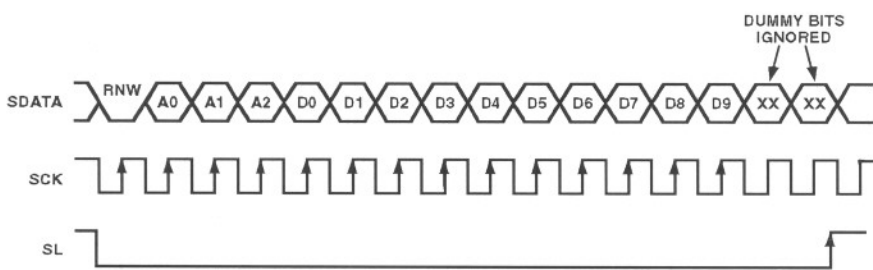 DUMMY BITS
IGNORED
SDATA RNW A0 A1 A2 D0 D1 D2 D3 D4 D5 D6 D7 D8 D9 XX XX
SCK
SL